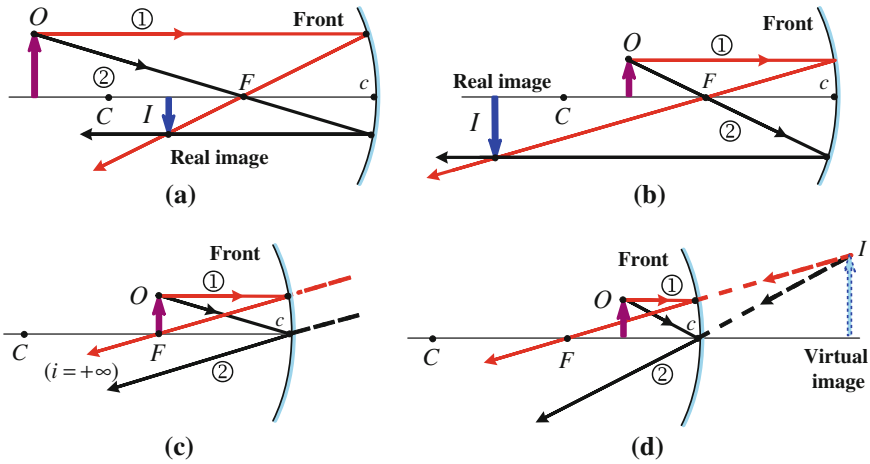 O
①
Front
②
F
c
C
I
Real image
(a)
Front
O
①
Real image
F
c
C
I
②
(b)
Front
①
O
c
C
F
(i = +∞)
②
(c)
I
Front
O
①
c
C
F
②
Virtual
image
(d)